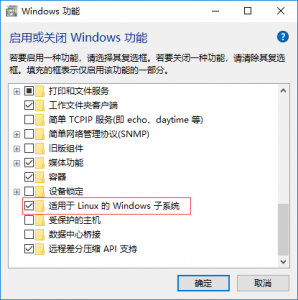 Windows 功能
启用或关闭 Windows 功能
若要启用一种功能，请选择其复选框。若要关闭一种功能，请清除其复选
框。填充的框表示仅启用该功能的一部分。
打印和文件服务
工作文件夹客户端
简单 TCPIP 服务(即 echo、daytime 等)
简单网络管理协议(SNMP)
旧版组件
媒体功能
容器
设备锁定
适用于 Linux 的 Windows 子系统
受保护的主机
数据中心桥接
远程差分压缩 API 支持
确定
取消